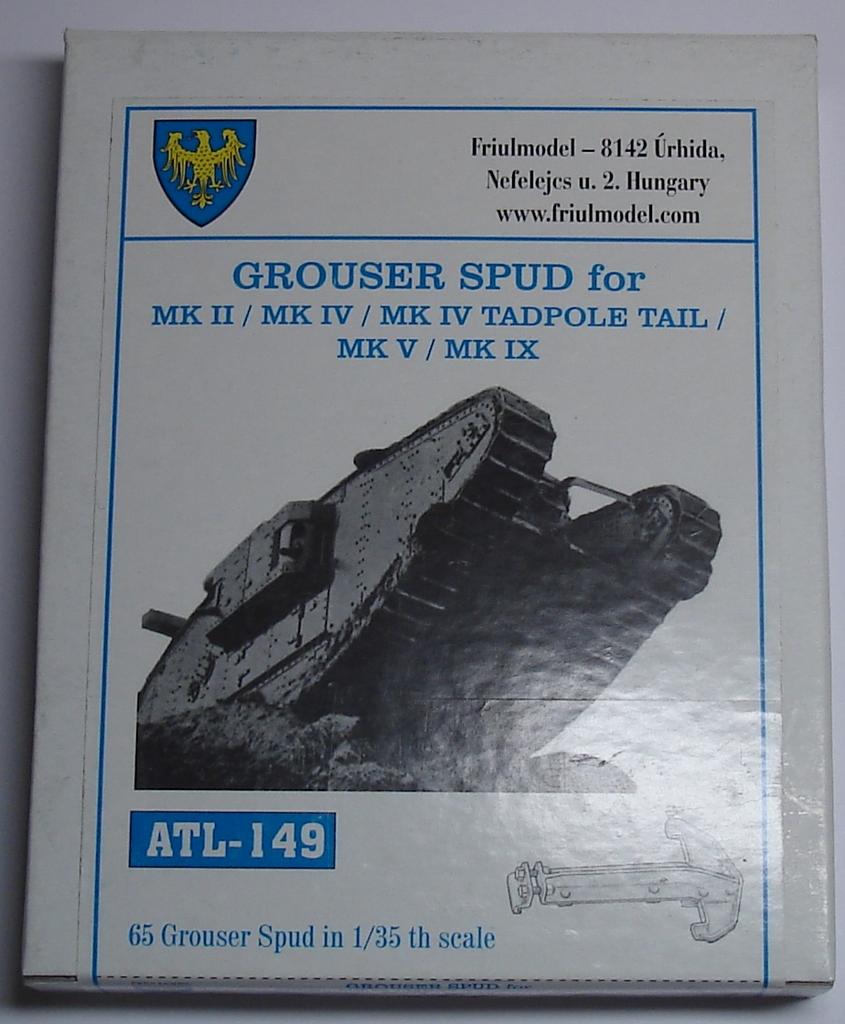 Friulmodel – 8142 Úrhida,
Nefelejcs u. 2. Hungary
www.friulmodel.com
GROUSER SPUD for
MK II / MK IV / MK IV TADPOLE TAIL /
MK V / MK IX
ATL-149
65 Grouser Spud in 1/35 th scale
GROUSER SPUD for